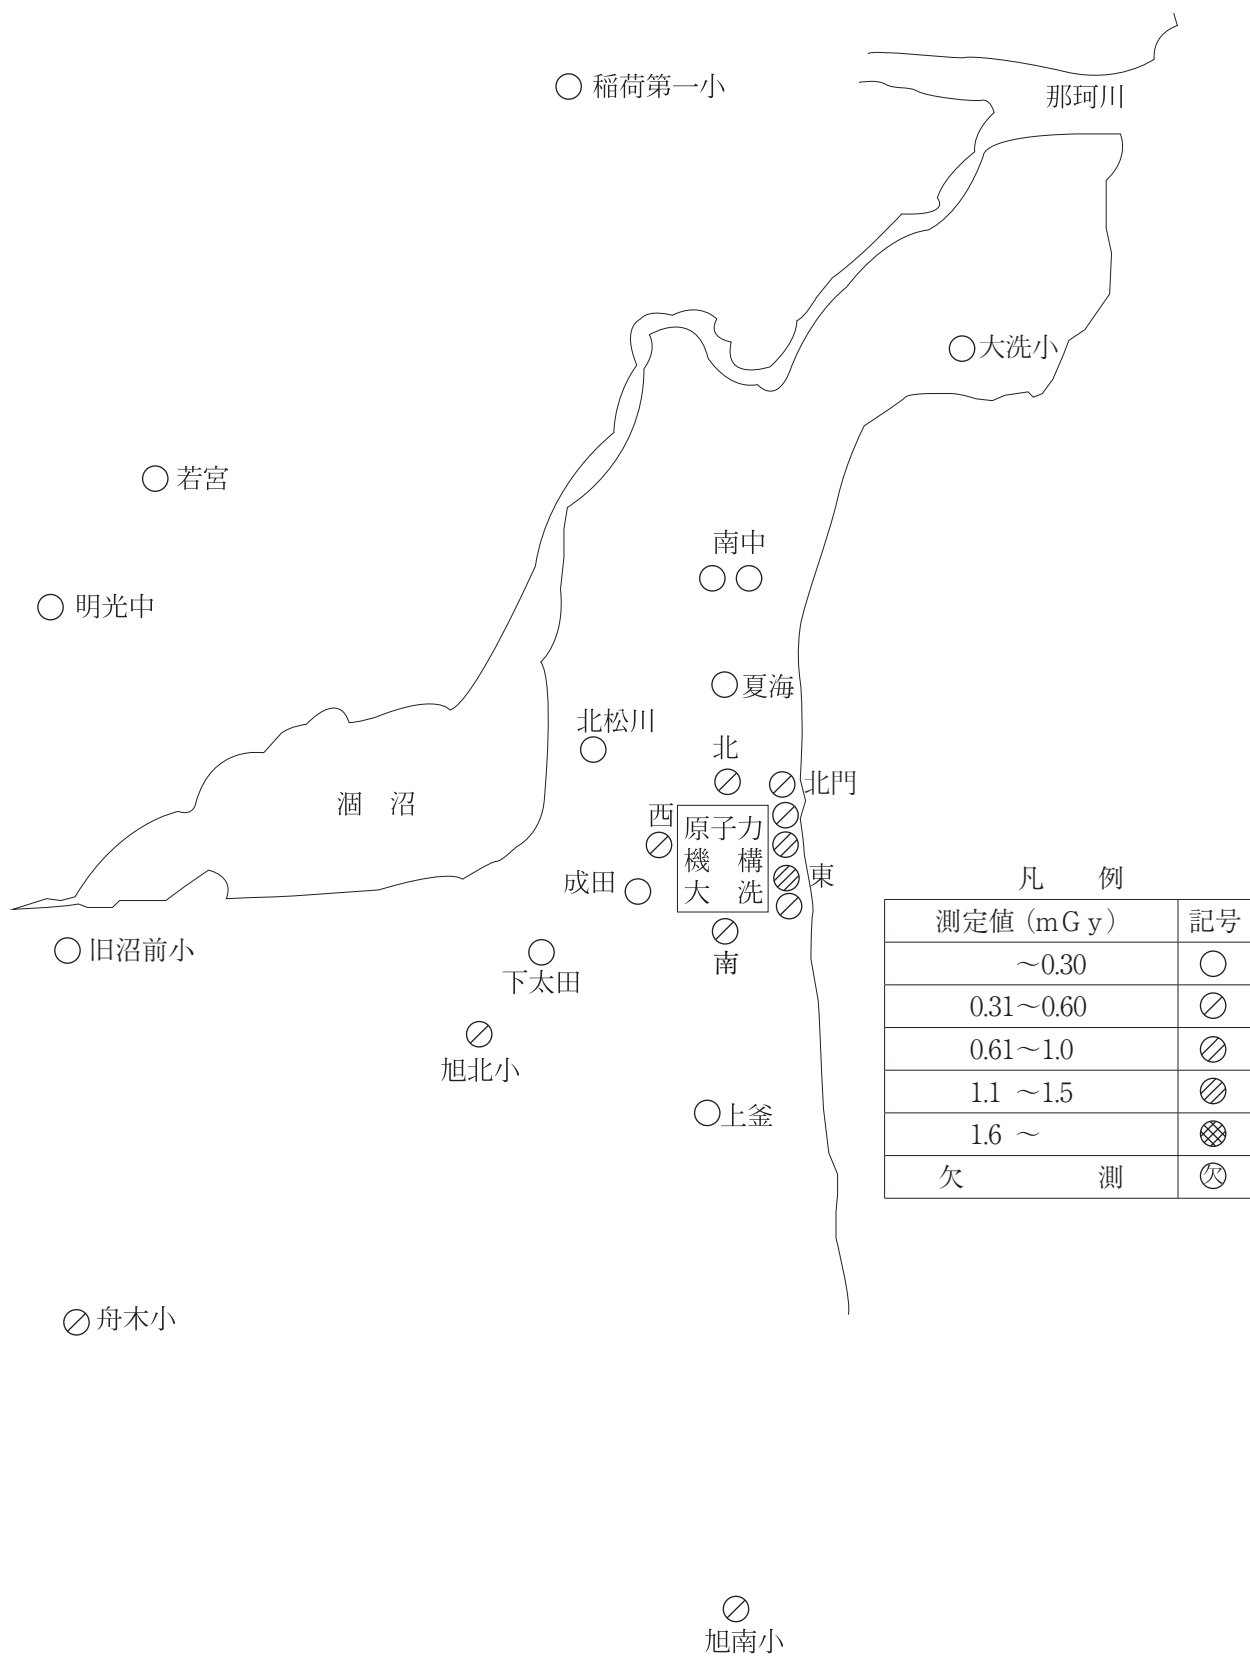 稲荷第一小
那珂川
大洗小
若宮
南中
明光中
夏海
北松川
北
北門
涸 沼
西
原子力
機 構
大 洗
東
成田
旧沼前小
下太田
南
旭北小
上釜
凡 例
測定値（mGy） 記号
～0.30
0.31～0.60
0.61～1.0
1.1 ～1.5
1.6 ～
欠 測 欠
舟木小
旭南小